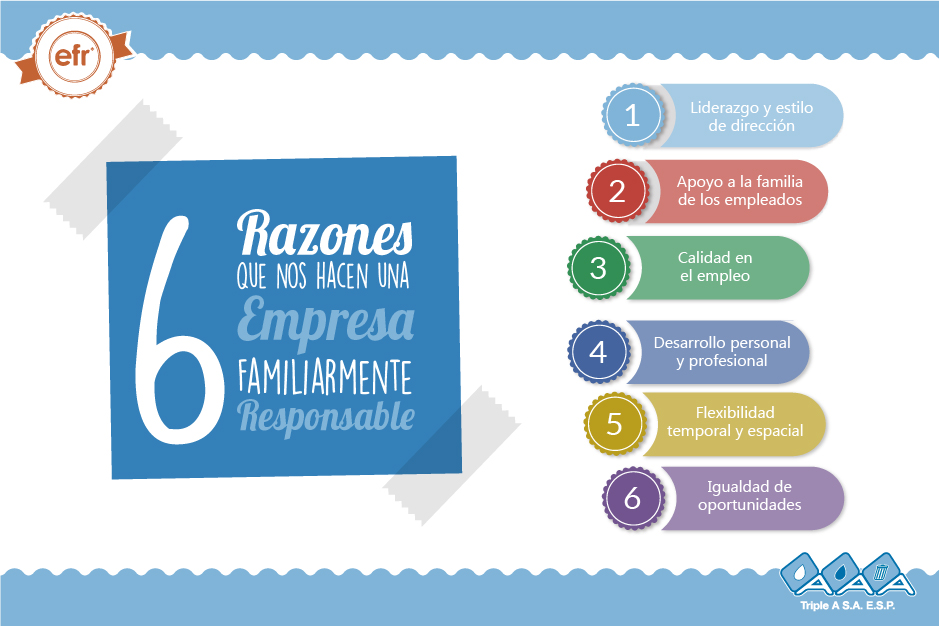 efr
6
Razones
QUE NOS HACEN UNA
Empresa
FAMILIARMENTE
Responsable
1
Liderazgo y estilo
de dirección
2
Apoyo a la familia
de los empleados
3
Calidad en
el empleo
4
Desarrollo personal
y profesional
5
Flexibilidad
temporal y espacial
6
Igualdad de
oportunidades
AAA
Triple A S.A. E.S.P.